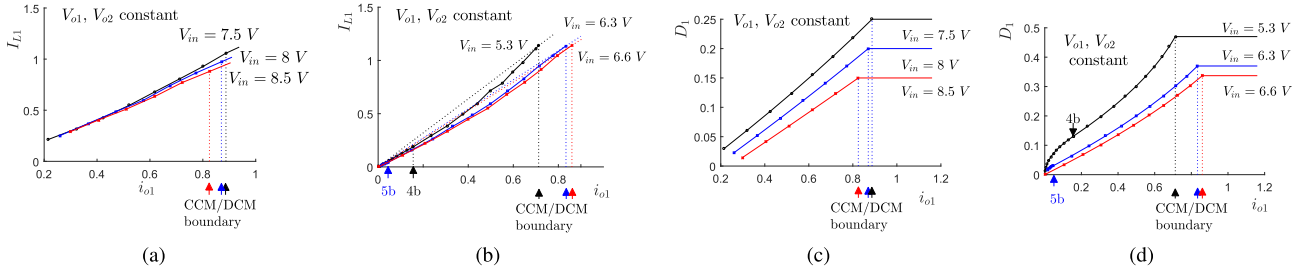 V_{o1}, V_{o2} constant
I_{L1}
V_{in} = 7.5 V
V_{in} = 8 V
V_{in} = 8.5 V
1.5
1
0.5
0
0.2 0.4 0.6 0.8 1
i_{o1}
CCM/DCM
boundary
(a)
V_{o1}, V_{o2} constant
I_{L1}
V_{in} = 6.3 V
V_{in} = 5.3 V
V_{in} = 6.6 V
1.5
1
0.5
0
0 0.2 0.4 0.6 0.8
5b 4b
i_{o1}
CCM/DCM
boundary
(b)
V_{o1}, V_{o2} constant
D_1
V_{in} = 7.5 V
V_{in} = 8 V
V_{in} = 8.5 V
0.25
0.20
0.15
0.1
0.05
0
0.2 0.4 0.6 0.8 1 1.2
i_{o1}
CCM/DCM
boundary
(c)
D_1
V_{in} = 5.3 V
V_{o1}, V_{o2}
constant
V_{in} = 6.3 V
V_{in} = 6.6 V
4b
0.5
0.4
0.3
0.2
0.1
0
0.2 0.4 0.6 0.8 1 1.2
5b
i_{o1}
CCM/DCM
boundary
(d)